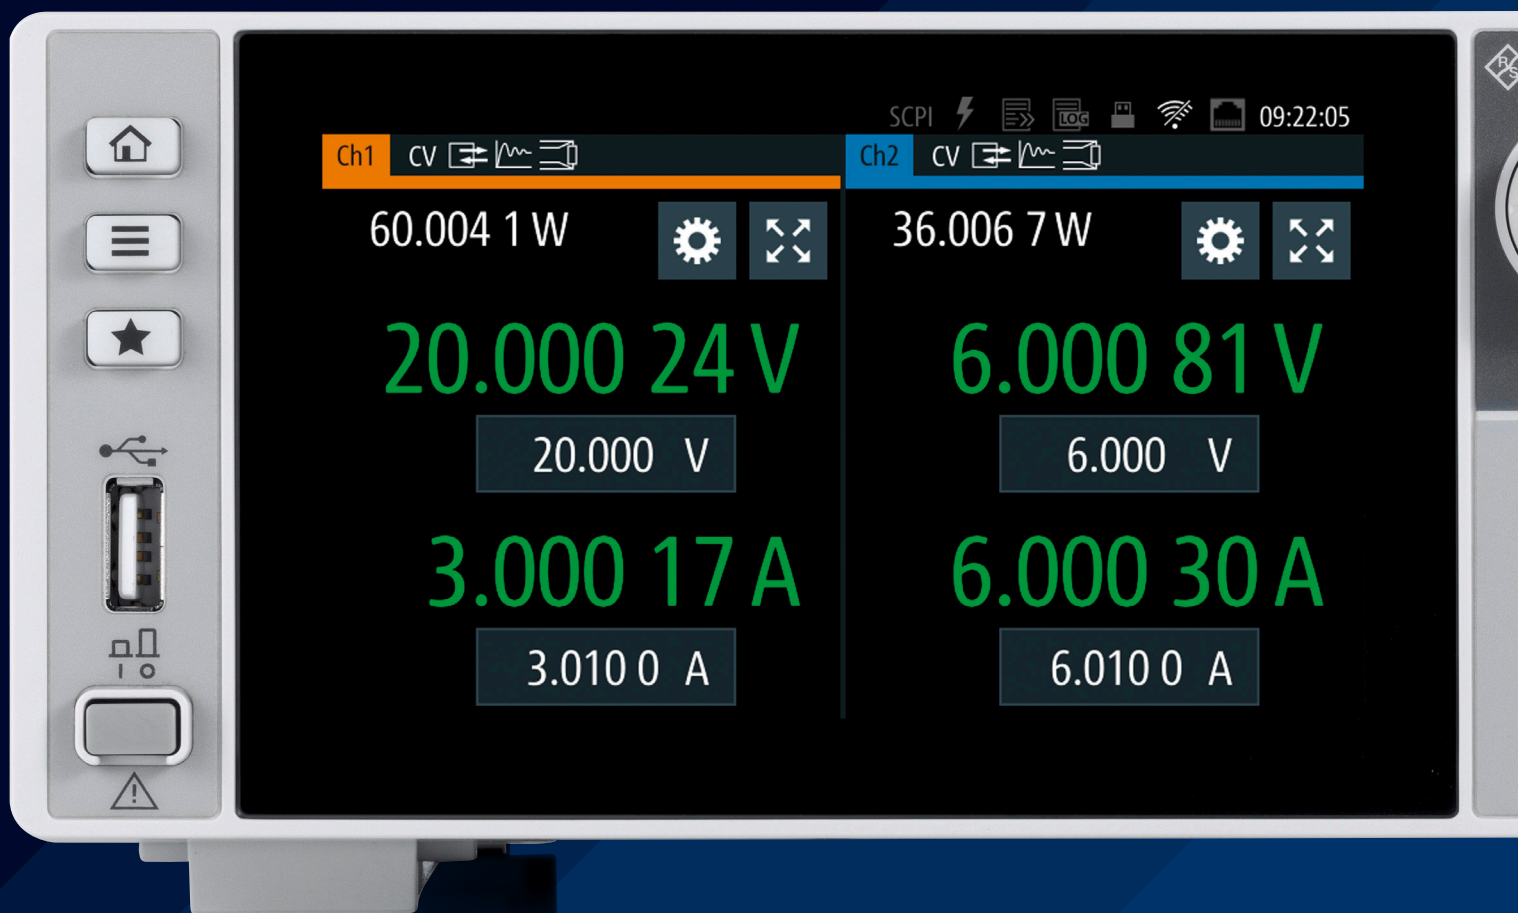 SCPI LOG 09:22:05
Ch1 CV
60.004 1 W
20.000 24 V
20.000 V
3.000 17 A
3.010 0 A
Ch2 CV
36.006 7 W
6.000 81 V
6.000 V
6.000 30 A
6.010 0 A
R
S